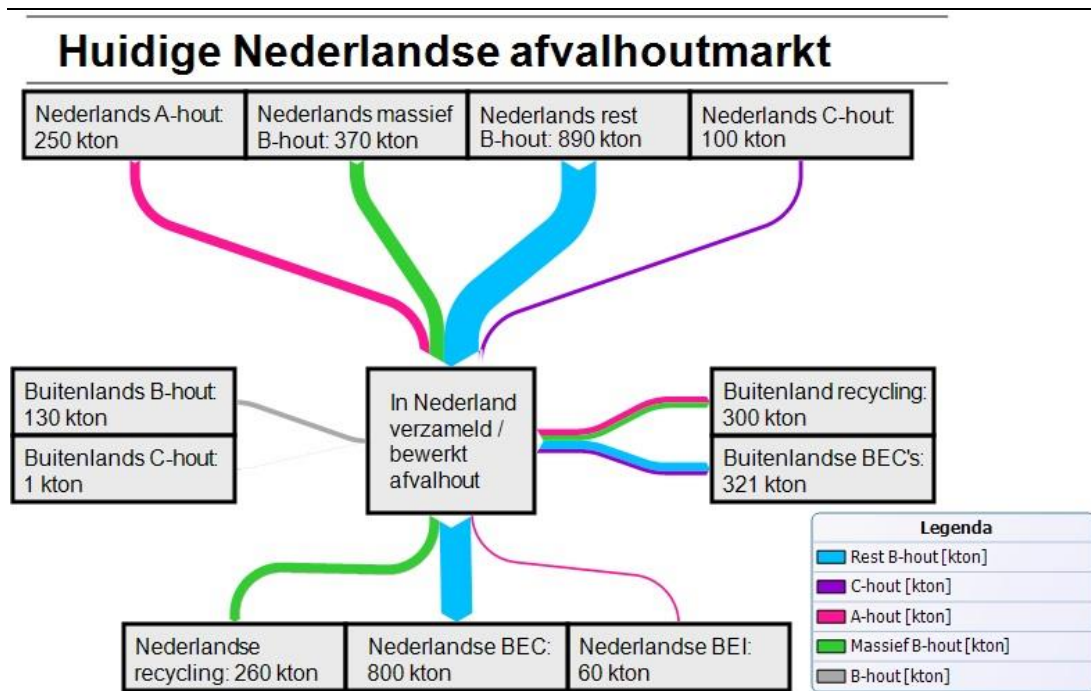 Huidige Nederlandse afvalhoutmarkt
Nederlands A-hout:
250 kton
Nederlands massief
B-hout: 370 kton
Nederlands rest
B-hout: 890 kton
Nederlands C-hout:
100 kton
Buitenlands B-hout:
130 kton
Buitenlands C-hout:
1 kton
In Nederland
verzameld /
bewerkt
afvalhout
Buitenland recycling:
300 kton
Buitenlandse BEC's:
321 kton
Nederlandse
recycling: 260 kton
Nederlandse BEC:
800 kton
Nederlandse BEI:
60 kton
Legenda
Rest B-hout [kton]
C-hout [kton]
A-hout [kton]
Massief B-hout [kton]
B-hout [kton]